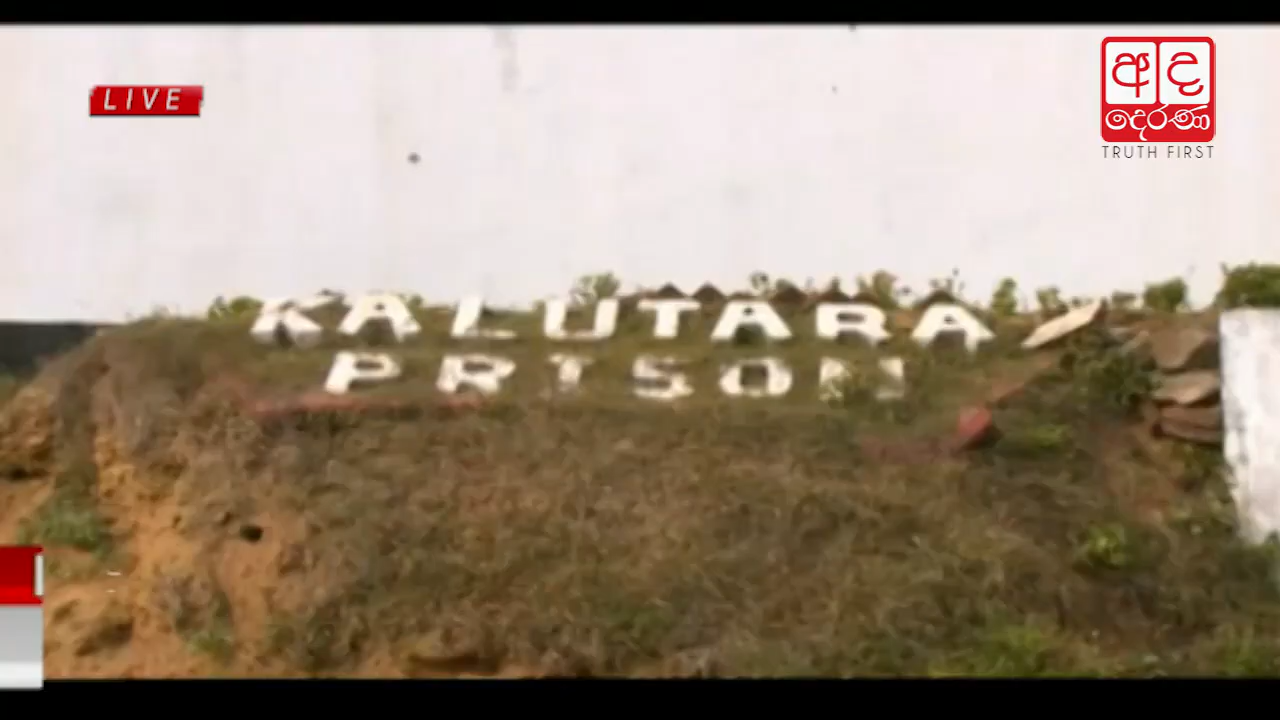 LIVE
අද
දෙරණ
TRUTH FIRST
KALUTARA
PRISON